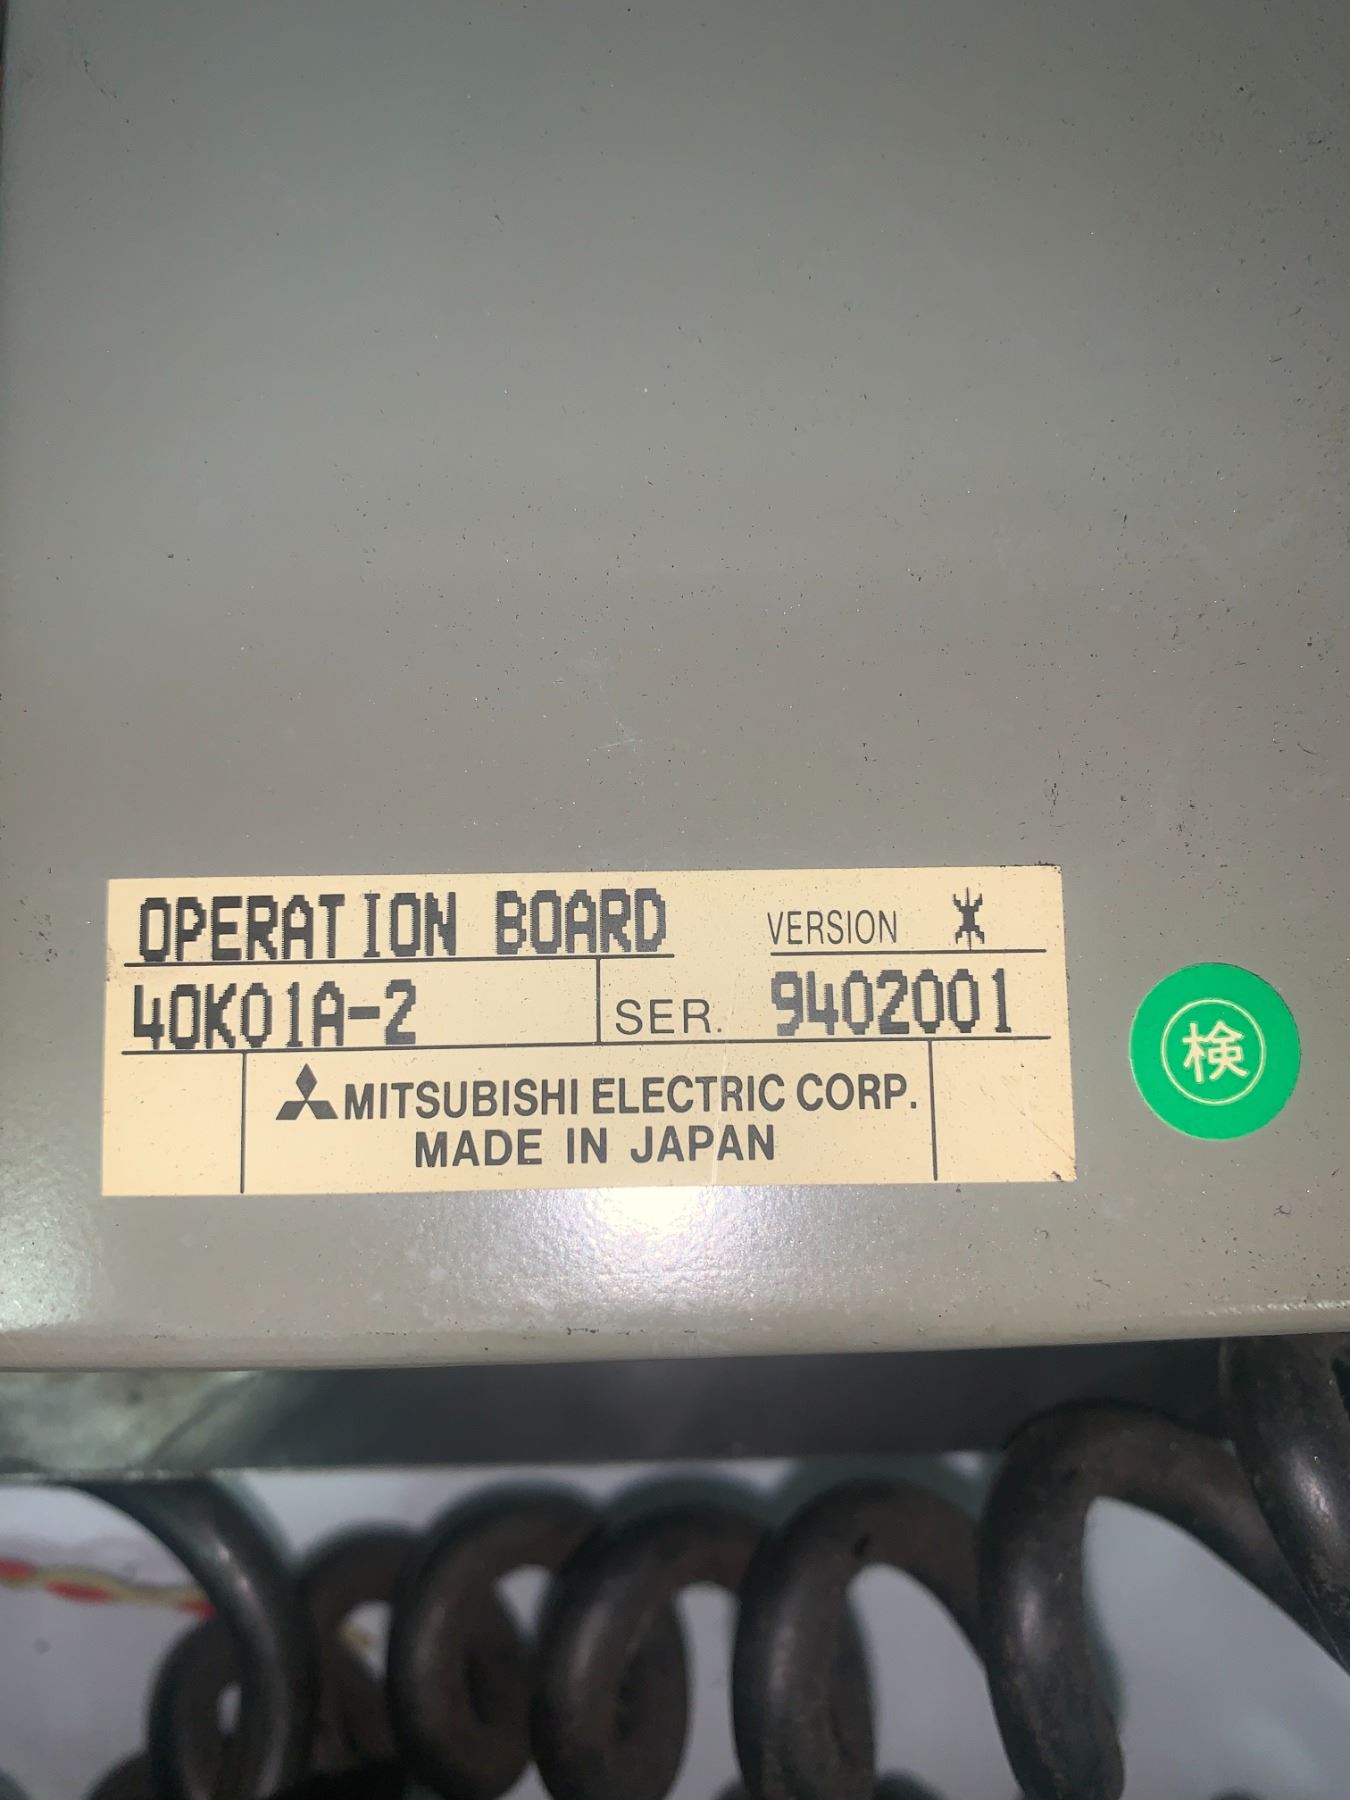 OPERATION BOARD VERSION *
40K01A-2 SER. 9402001
MITSUBISHI ELECTRIC CORP.
MADE IN JAPAN
検